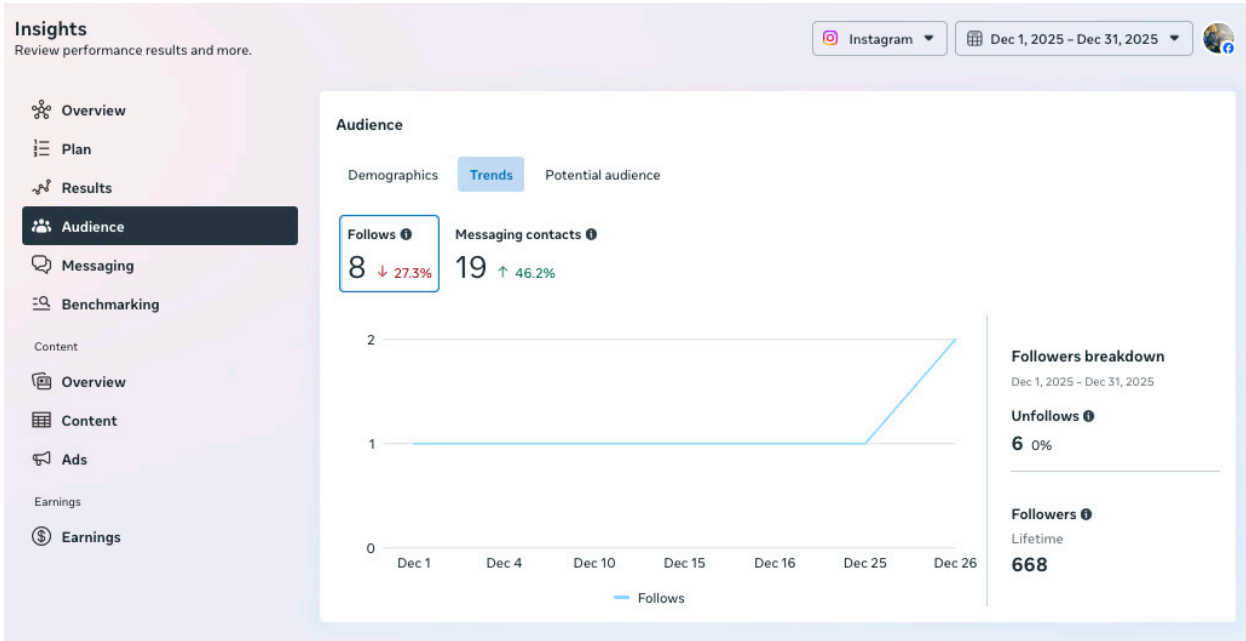 Insights
Review performance results and more.
Instagram
Dec 1, 2025 – Dec 31, 2025
Overview
Plan
Results
Audience
Messaging
Benchmarking
Content
Overview
Content
Ads
Earnings
Earnings
Audience
Demographics Trends Potential audience
Follows Messaging contacts
8 ↓ 27.3% 19 ↑ 46.2%
2
1
0
Dec 1 Dec 4 Dec 10 Dec 15 Dec 16 Dec 25 Dec 26
Follows
Followers breakdown
Dec 1, 2025 – Dec 31, 2025
Unfollows
6 0%
Followers
Lifetime
668